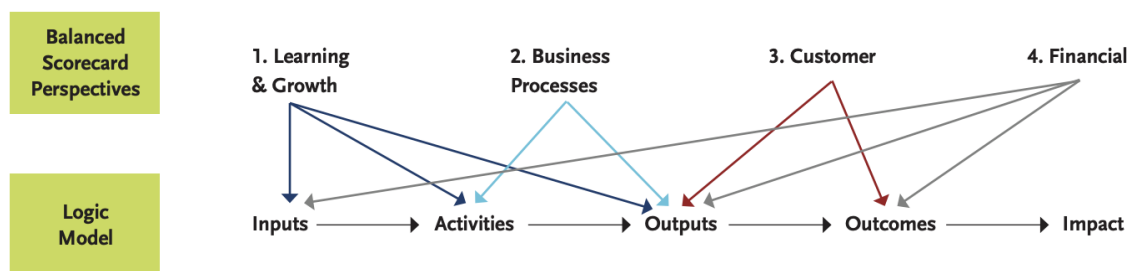 Balanced
Scorecard
Perspectives
1. Learning
& Growth
2. Business
Processes
3. Customer
4. Financial
Logic
Model
Inputs
Activities
Outputs
Outcomes
Impact